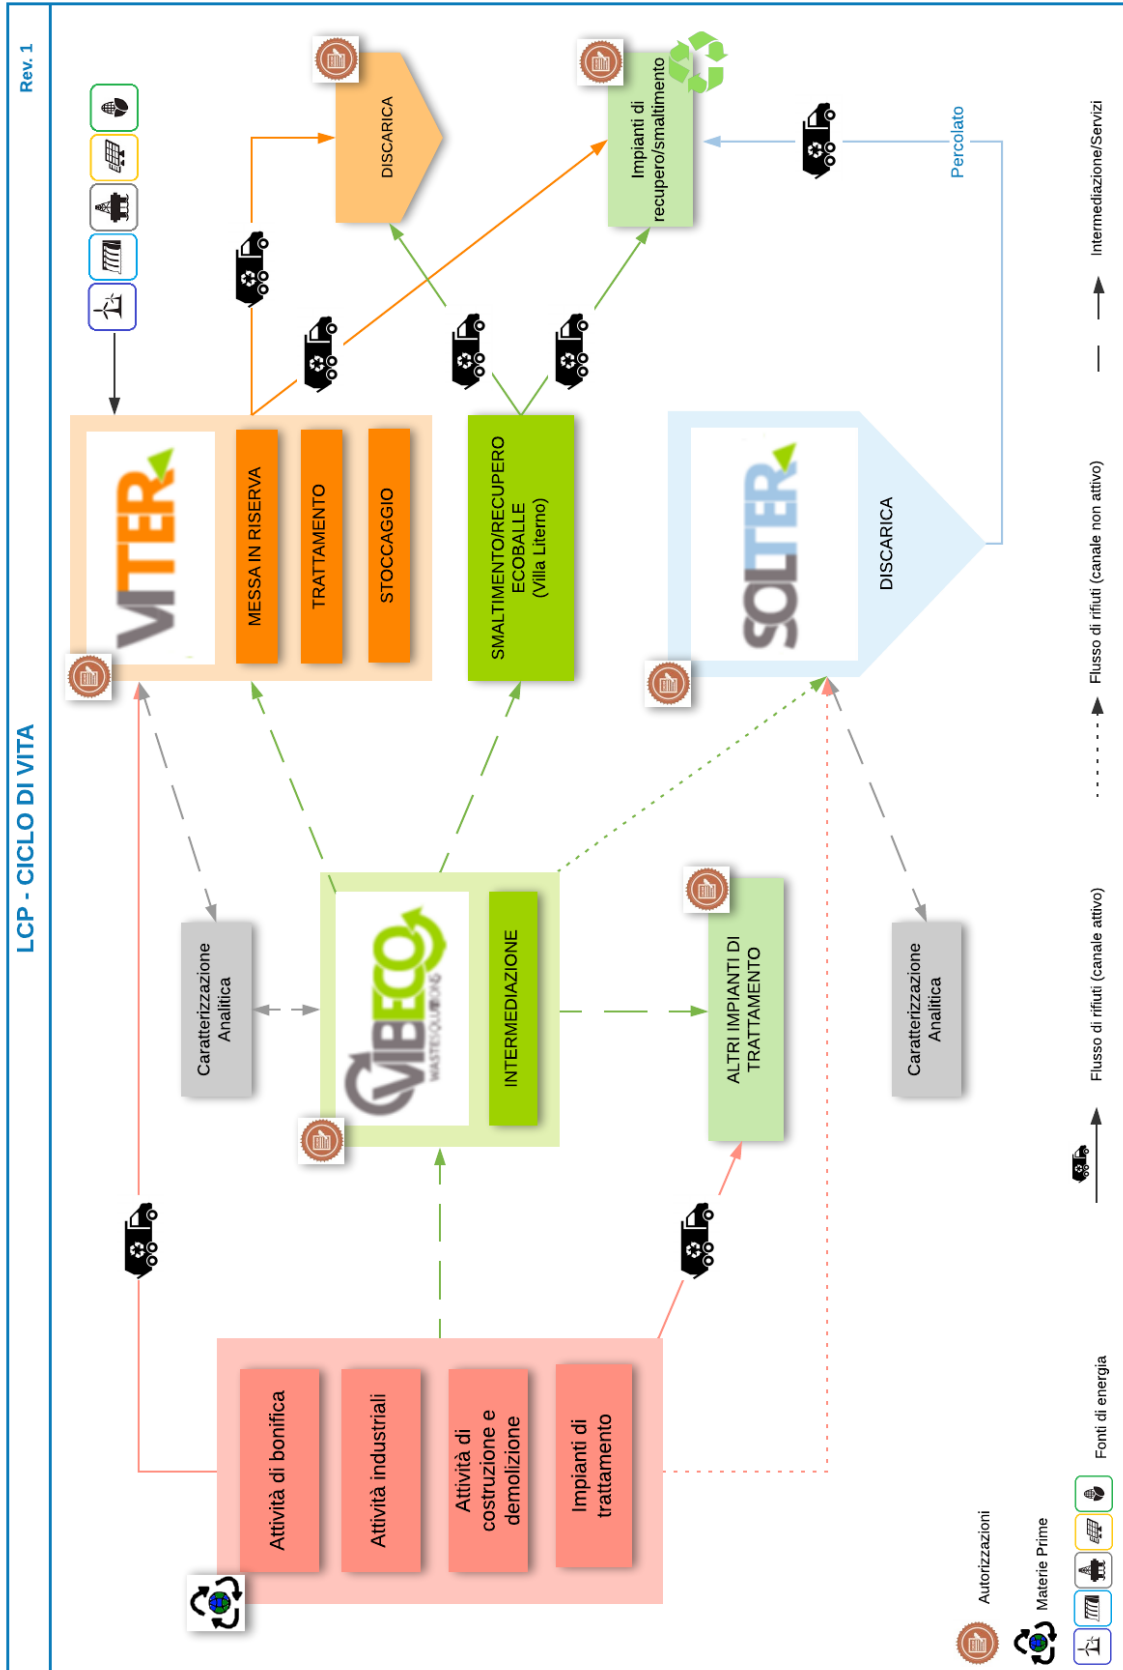 LCP - CICLO DI VITA
Rev. 1
Attività di bonifica
Attività industriali
Attività di
costruzione e
demolizione
Impianti di
trattamento
Caratterizzazione
Analitica
VIBECO
WASTESOLUTIONS
INTERMEDIAZIONE
ALTRI IMPIANTI DI
TRATTAMENTO
Caratterizzazione
Analitica
VITER
MESSA IN RISERVA
TRATTAMENTO
STOCCAGGIO
SMALTIMENTO/RECUPERO
ECOBALLE
(Villa Literno)
SOLTER
DISCARICA
DISCARICA
Impianti di
recupero/smaltimento
Percolato
Autorizzazioni
Materie Prime
Fonti di energia
Flusso di rifiuti (canale attivo)
Flusso di rifiuti (canale non attivo)
Intermediazione/Servizi